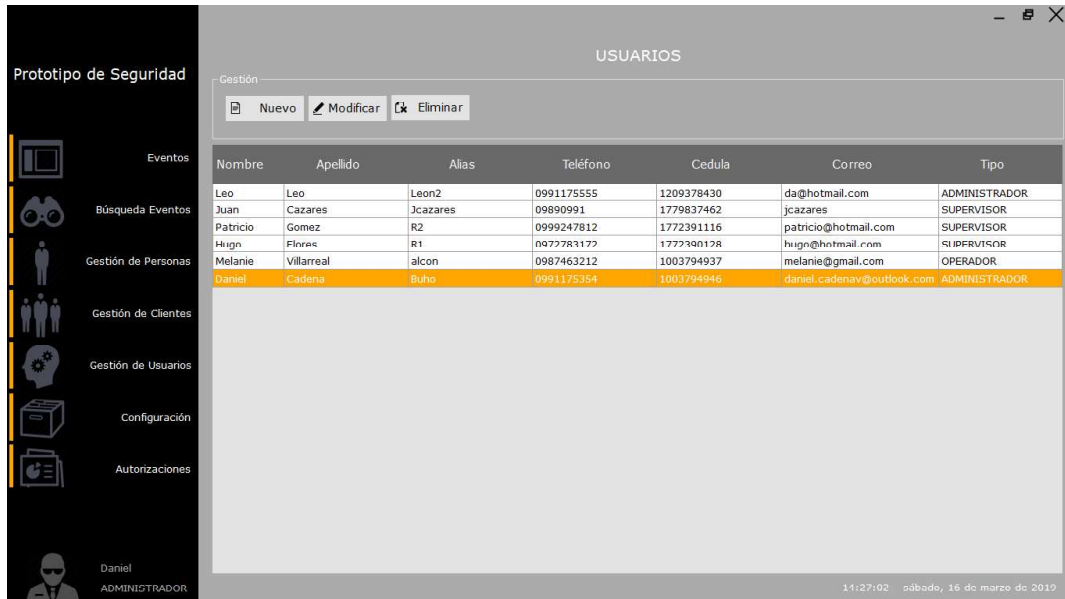 Prototipo de Seguridad
Eventos
Búsqueda Eventos
Gestión de Personas
Gestión de Clientes
Gestión de Usuarios
Configuración
Autorizaciones
Daniel
ADMINISTRADOR
USUARIOS
Gestión
Nuevo Modificar Eliminar
Nombre Apellido Alias Teléfono Cedula Correo Tipo
Leo Leo Leon2 0991175555 1209378430 da@hotmail.com ADMINISTRADOR
Juan Cazares Jcazares 09890991 1779837462 jcazares SUPERVISOR
Patricio Gomez R2 0999247812 1772391116 patricio@hotmail.com SUPERVISOR
Hugo Flores R1 0972783172 1772390128 hugo@hotmail.com SUPERVISOR
Melanie Villarreal alcon 0987463212 1003794937 melanie@gmail.com OPERADOR
Daniel Cadena Buho 0991175354 1003794946 daniel.cadenav@outlook.com ADMINISTRADOR
14:27:02 sábado, 16 de marzo de 2019